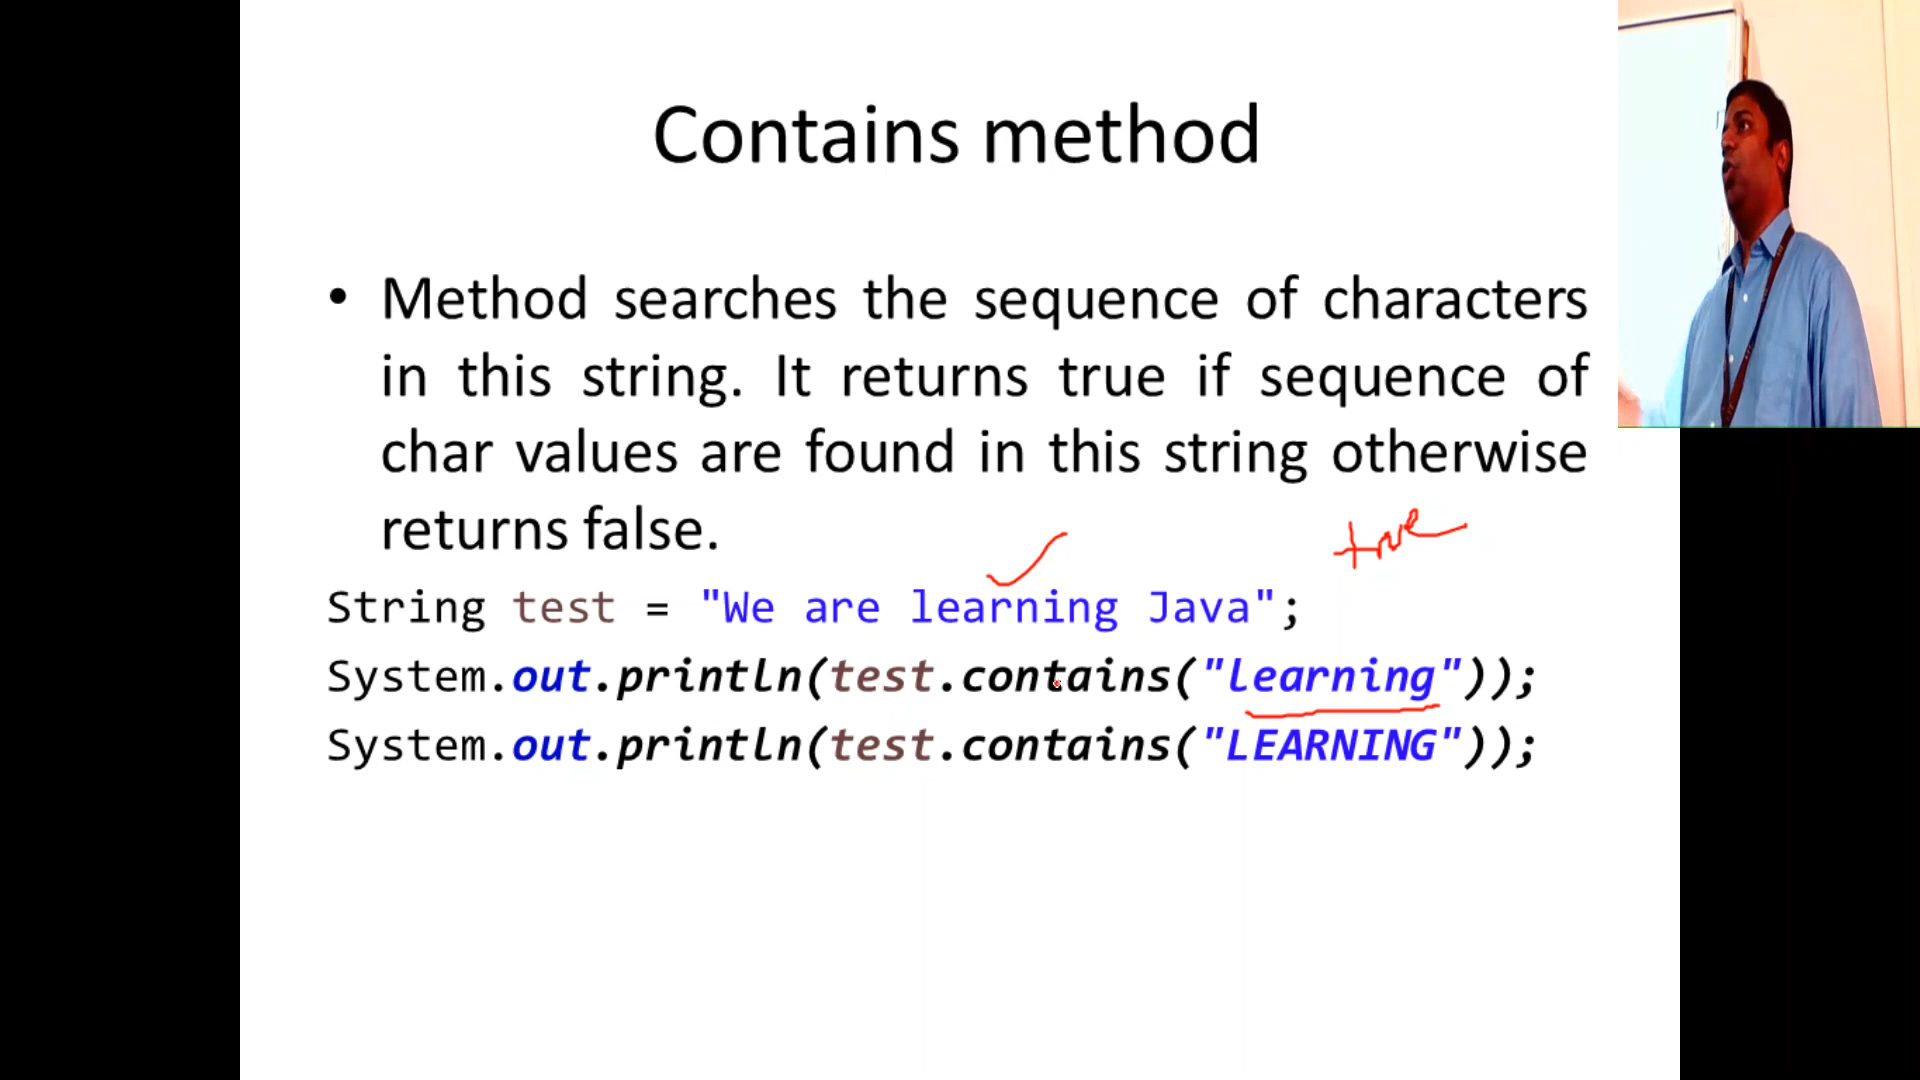 Contains method
• Method searches the sequence of characters
in this string. It returns true if sequence of
char values are found in this string otherwise
returns false.
true
String test = "We are learning Java";
System.out.println(test.contains("learning"));
System.out.println(test.contains("LEARNING"));